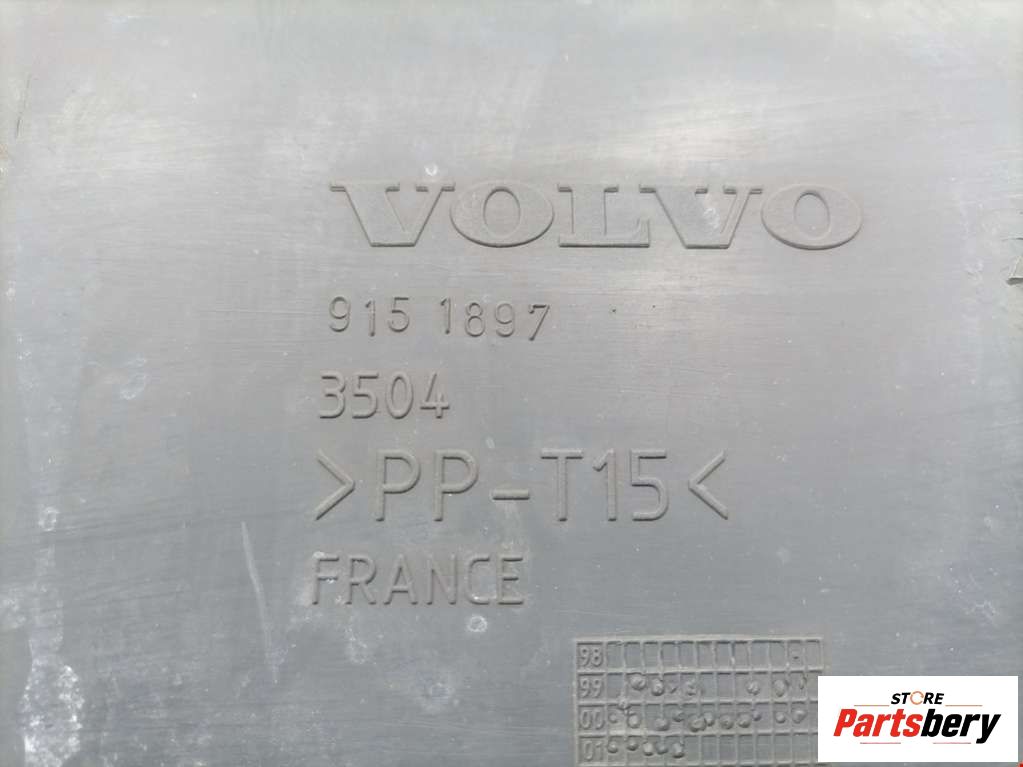 VOLVO
915 1897
3504
>PP-T15<
FRANCE
98
99
00
01
STORE
Partsbery